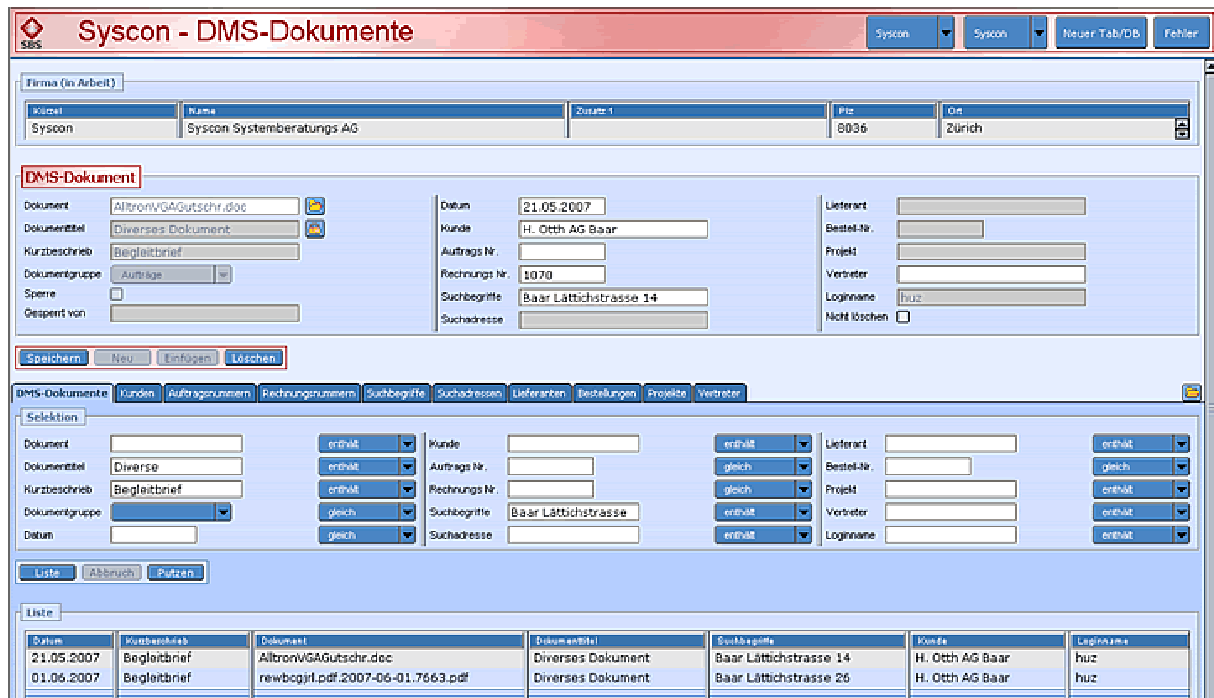 SBS Syscon - DMS-Dokumente Syscon Syscon Neuer Tab/DB Fehler
Firma (in Arbeit)
Kürzel Name Zusatz 1 Plz Ort
Syscon Syscon Systemberatungs AG 8036 Zürich
DMS-Dokument
Dokument AlltronVGAGutschr.doc Datum 21.05.2007 Lieferant
Dokumenttitel Diverses Dokument Kunde H. Otth AG Baar Bestell-Nr.
Kurzbeschrieb Begleitbrief Auftrags Nr. Projekt
Dokumentgruppe Aufträge Rechnungs Nr. 1070 Vertreter
Sperre Suchbegriffe Baar Lättichstrasse 14 Loginname huz
Gesperrt von Suchadresse Nicht löschen
Speichern Neu Einfügen Löschen
DMS-Dokumente Kunden Auftragsnummern Rechnungsnummern Suchbegriffe Suchadressen Lieferanten Bestellungen Projekte Vertreter
Selektion
Dokument enthält Kunde enthält Lieferant enthält
Dokumenttitel Diverse enthält Auftrags Nr. gleich Bestell-Nr. gleich
Kurzbeschrieb Begleitbrief enthält Rechnungs Nr. gleich Projekt enthält
Dokumentgruppe gleich Suchbegriffe Baar Lättichstrasse enthält Vertreter enthält
Datum gleich Suchadresse enthält Loginname enthält
Liste Abbruch Putzen
Liste
Datum Kurzbeschrieb Dokument Dokumenttitel Suchbegriffe Kunde Loginname
21.05.2007 Begleitbrief AlltronVGAGutschr.doc Diverses Dokument Baar Lättichstrasse 14 H. Otth AG Baar huz
01.06.2007 Begleitbrief rewbcgjrl.pdf.2007-06-01.7663.pdf Diverses Dokument Baar Lättichstrasse 26 H. Otth AG Baar huz